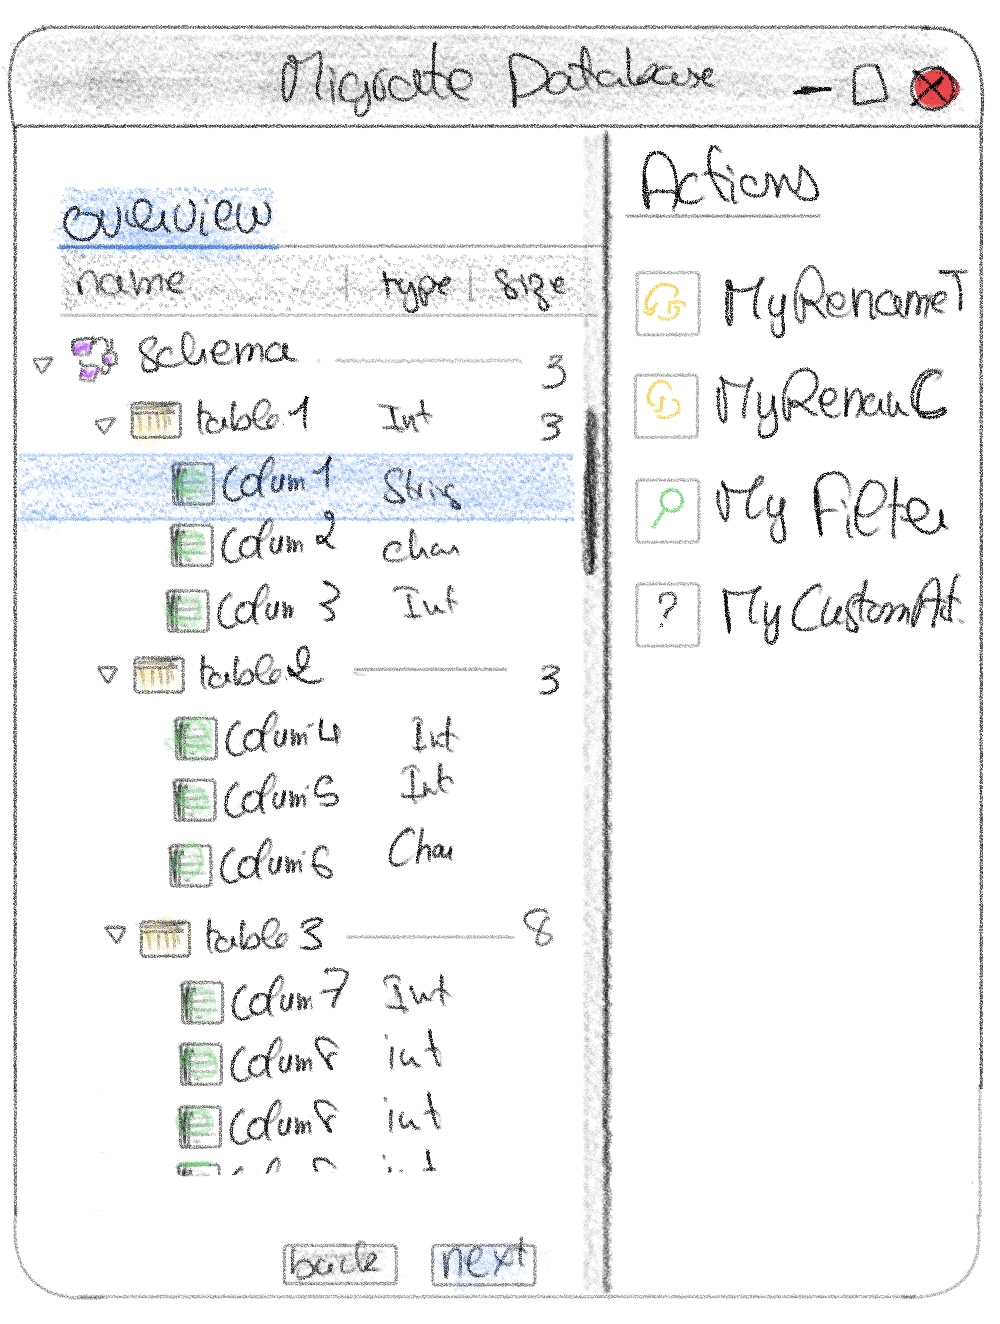 Migrate Database
overview
name type size
schema 3
table 1 Int 3
Colum 1 String
Colum 2 char
Colum 3 Int
table 2 3
Colum 4 Int
Colum 5 Int
Colum 6 Char
table 3 8
Colum 7 Int
Colum 8 int
Colum 8 int
back next
Actions
MyRenameT
MyRenamC
My Filter
? MyCustomAct.